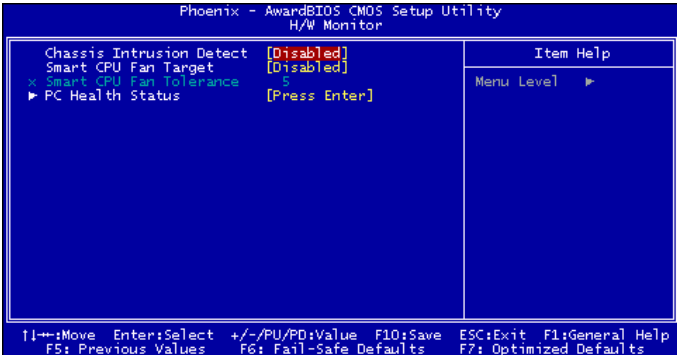 Phoenix - AwardBIOS CMOS Setup Utility
H/W Monitor
Chassis Intrusion Detect [Disabled]
Smart CPU Fan Target [Disabled]
x Smart CPU Fan Tolerance 5
► PC Health Status [Press Enter]
Item Help
Menu Level ►
↑↓→←:Move Enter:Select +/-/PU/PD:Value F10:Save ESC:Exit F1:General Help
F5: Previous Values F6: Fail-Safe Defaults F7: Optimized Defaults